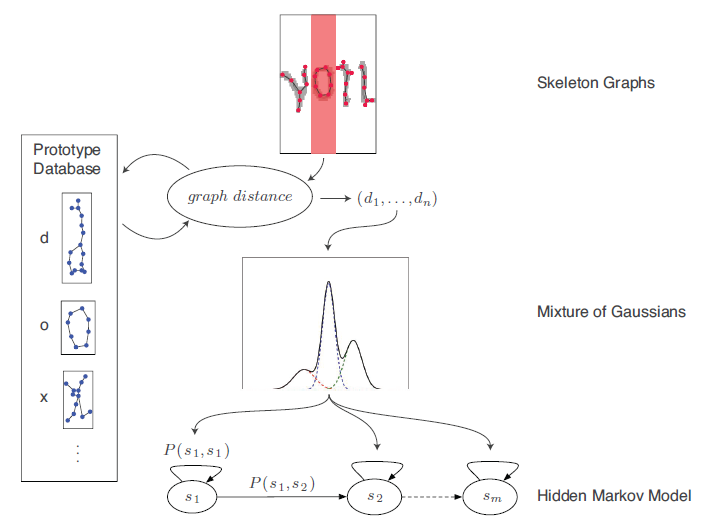 Skeleton Graphs
Prototype
Database
graph distance
(d₁,...,dₙ)
d
o
x
⋮
Mixture of Gaussians
P(s₁,s₁)
P(s₁,s₂)
s₁
s₂
sₘ
Hidden Markov Model